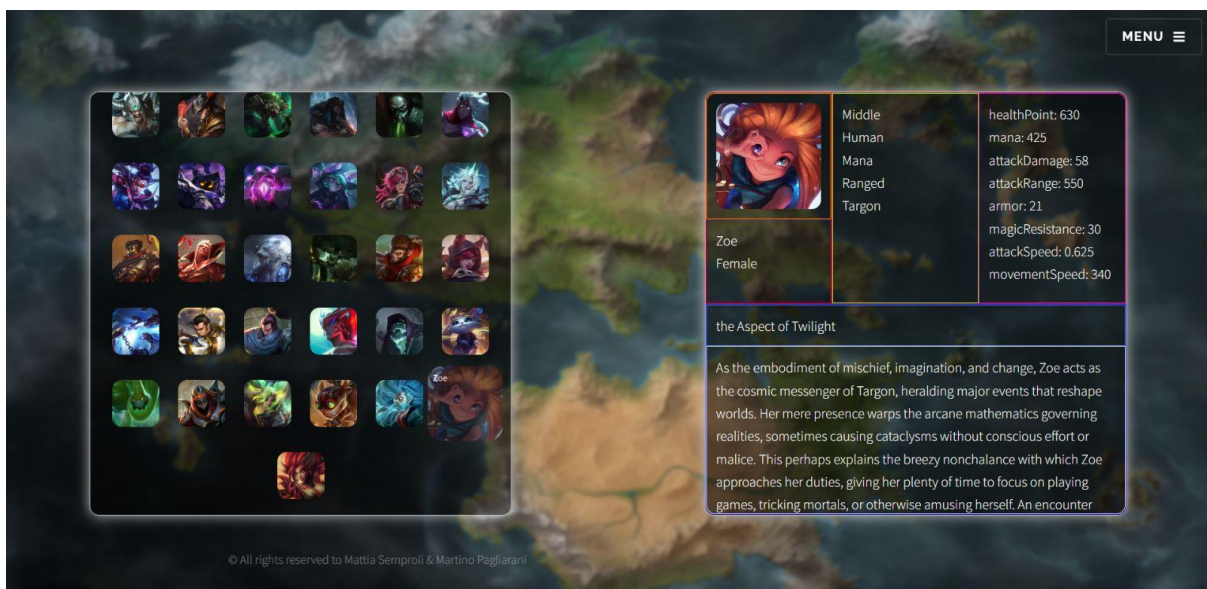 MENU
Zoe
Zoe
Female
Middle
Human
Mana
Ranged
Targon
healthPoint: 630
mana: 425
attackDamage: 58
attackRange: 550
armor: 21
magicResistance: 30
attackSpeed: 0.625
movementSpeed: 340
the Aspect of Twilight
As the embodiment of mischief, imagination, and change, Zoe acts as
the cosmic messenger of Targon, heralding major events that reshape
worlds. Her mere presence warps the arcane mathematics governing
realities, sometimes causing cataclysms without conscious effort or
malice. This perhaps explains the breezy nonchalance with which Zoe
approaches her duties, giving her plenty of time to focus on playing
games, tricking mortals, or otherwise amusing herself. An encounter
© All rights reserved to Mattia Semproli & Martino Pagliarani